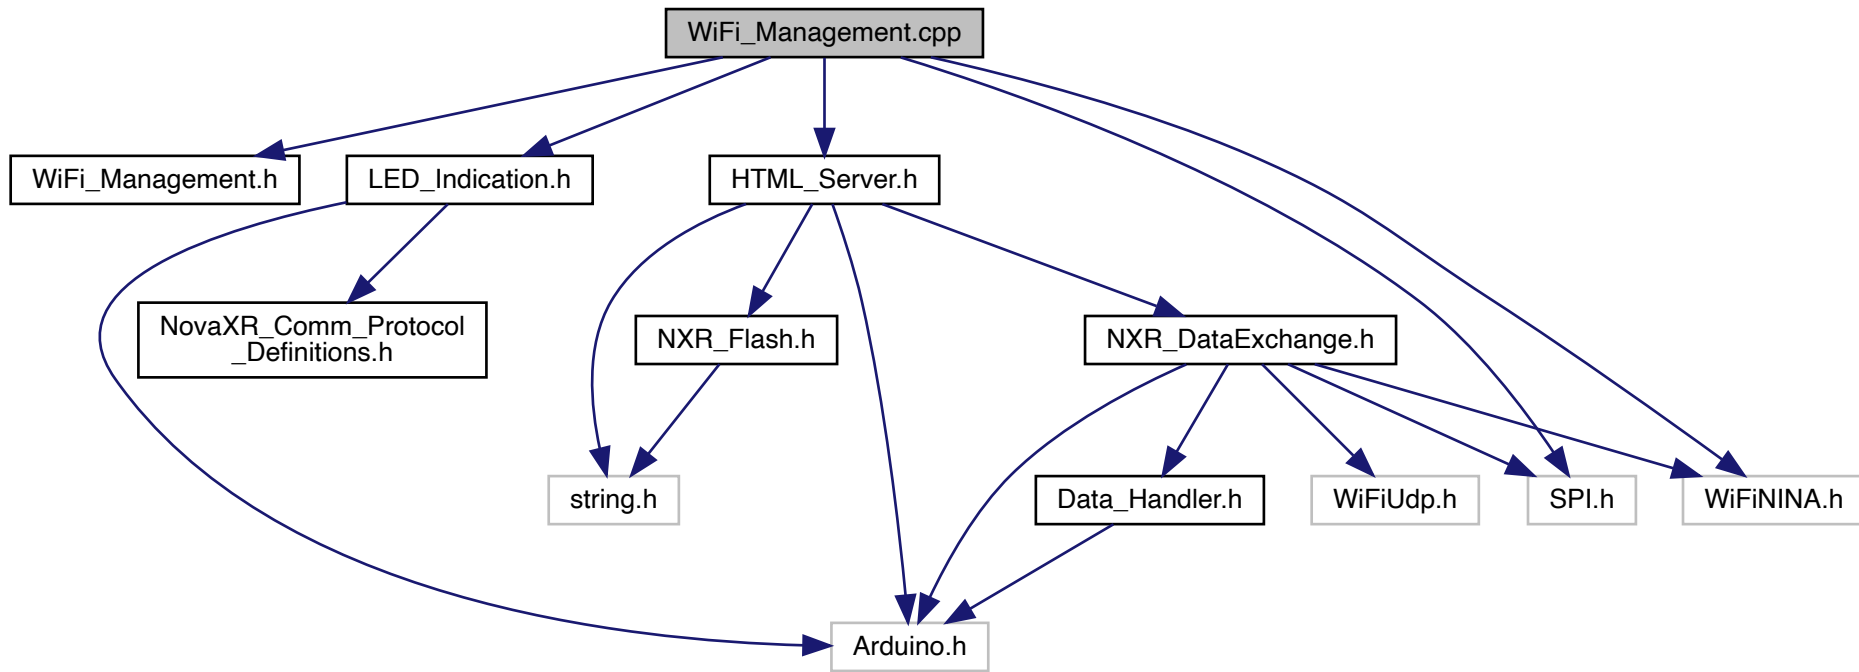 WiFi_Management.cpp
WiFi_Management.h
LED_Indication.h
HTML_Server.h
NovaXR_Comm_Protocol
_Definitions.h
NXR_Flash.h
NXR_DataExchange.h
string.h
Data_Handler.h
WiFiUdp.h
SPI.h
WiFiNINA.h
Arduino.h